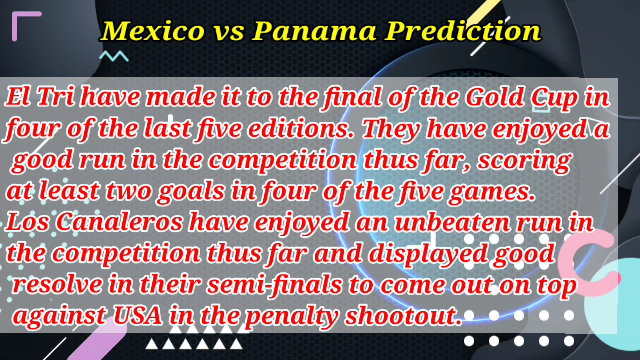 Mexico vs Panama Prediction
El Tri have made it to the final of the Gold Cup in
four of the last five editions. They have enjoyed a
good run in the competition thus far, scoring
at least two goals in four of the five games.
Los Canaleros have enjoyed an unbeaten run in
the competition thus far and displayed good
resolve in their semi-finals to come out on top
against USA in the penalty shootout.